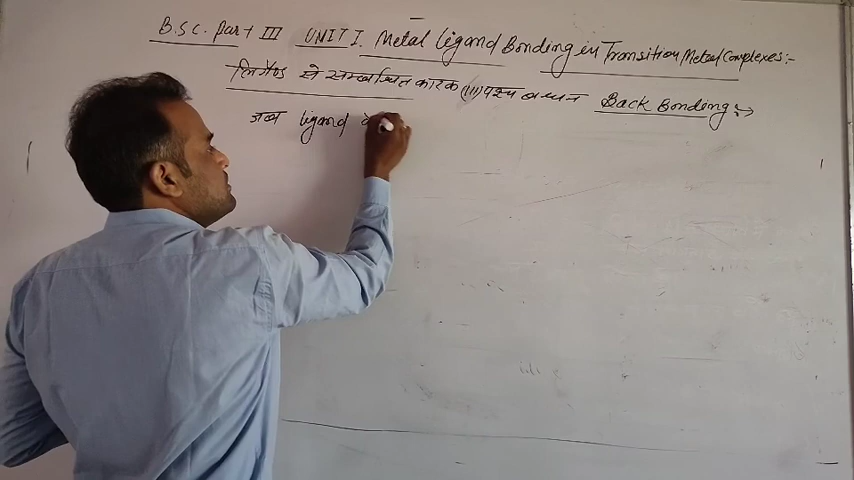 B.Sc. Part III UNIT I. Metal Ligand Bonding in Transition Metal Complexes:-
लिगैण्ड से सम्बन्धित कारक (III) पश्च बन्धन Back Bonding :->
जब ligand